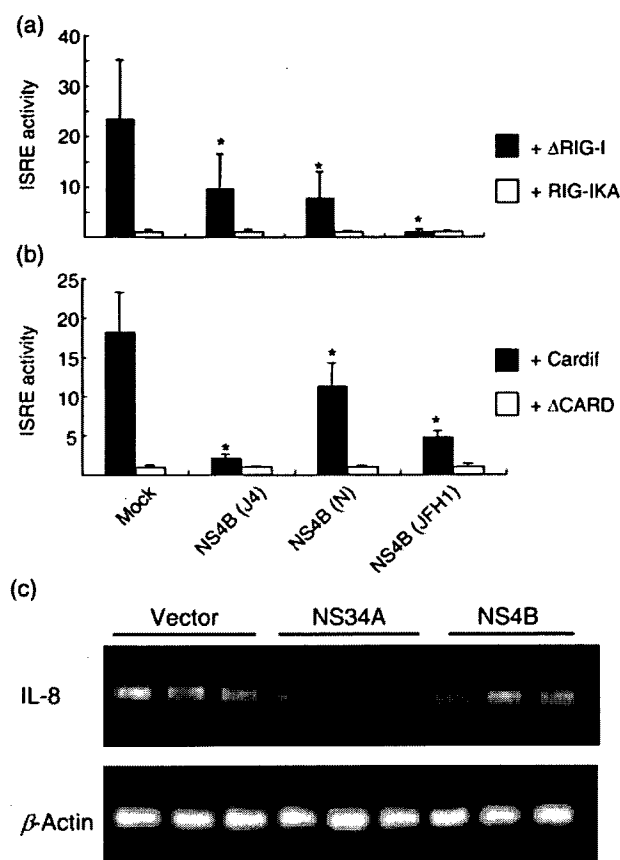 (a)
40
30
20
10
ISRE activity
+ ΔRIG-I
+ RIG-IKA
*
*
*
(b)
25
20
15
10
5
ISRE activity
+ Cardif
+ ΔCARD
*
*
*
Mock
NS4B (J4)
NS4B (N)
NS4B (JFH1)
(c)
Vector
NS34A
NS4B
IL-8
β-Actin